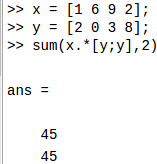 >> x = [1 6 9 2];
>> y = [2 0 3 8];
>> sum(x.*[y;y],2)
ans =
45
45